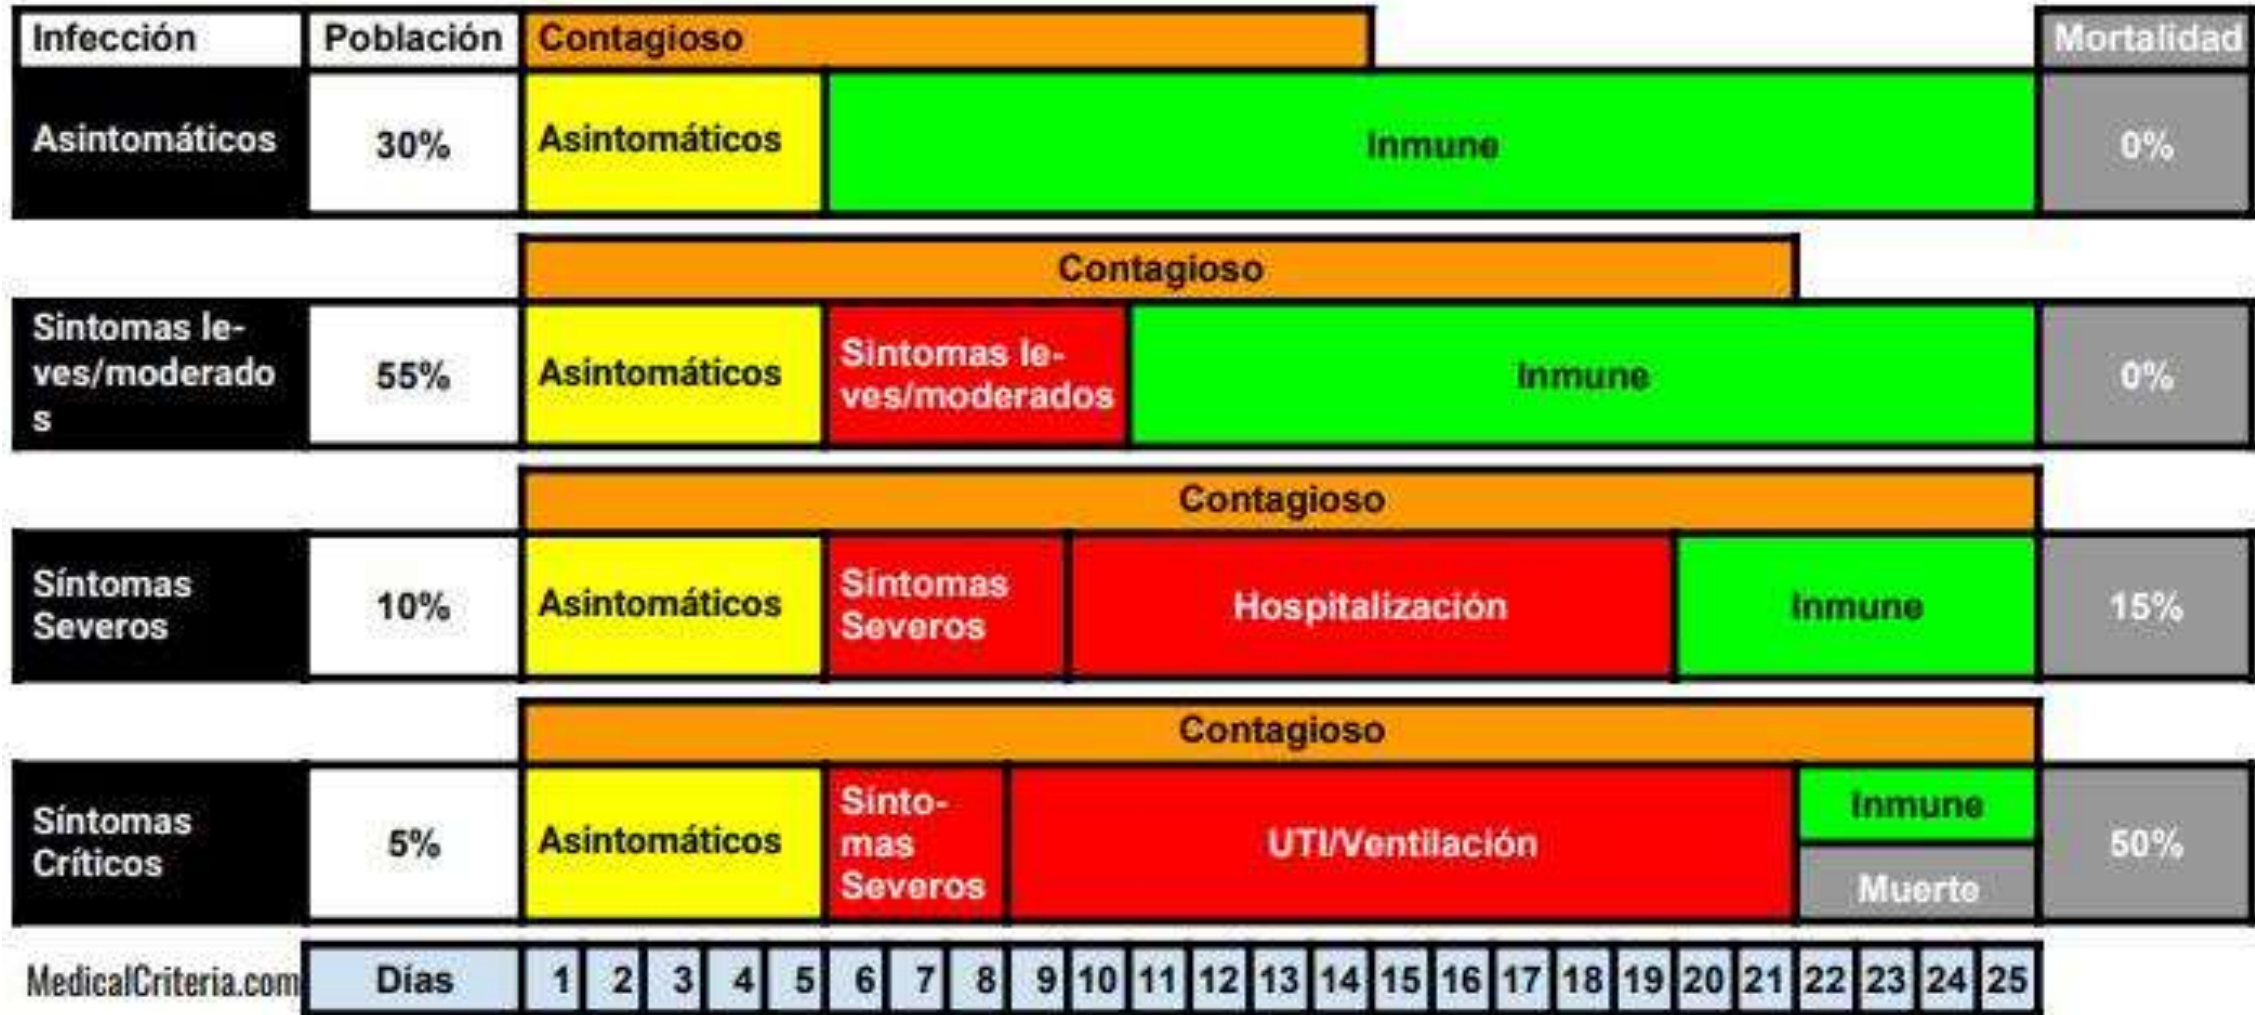 Infección Población Contagioso Mortalidad
Asintomáticos 30% Asintomáticos Inmune 0%
Contagioso
Sintomas le-
ves/moderado
s
55%
Asintomáticos
Sintomas le-
ves/moderados
Inmune
0%
Contagioso
Síntomas
Severos
10%
Asintomáticos
Síntomas
Severos
Hospitalización
Inmune
15%
Contagioso
Síntomas
Críticos
5%
Asintomáticos
Sínto-
mas
Severos
UTI/Ventilación
Inmune
Muerte
50%
MedicalCriteria.com Días 1 2 3 4 5 6 7 8 9 10 11 12 13 14 15 16 17 18 19 20 21 22 23 24 25